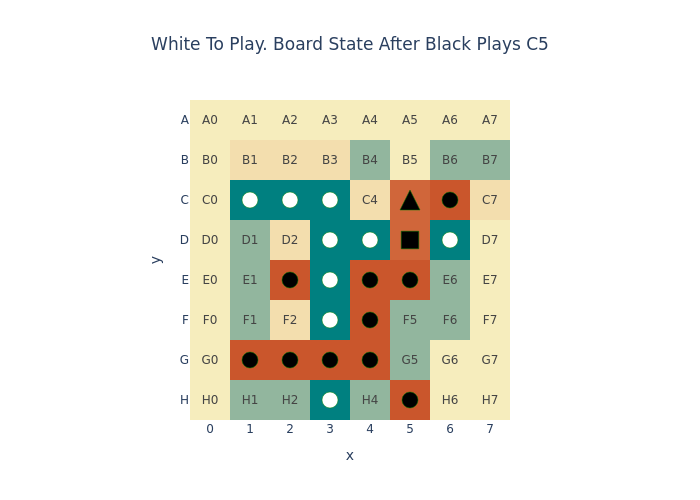 White To Play. Board State After Black Plays C5
A A0 A1 A2 A3 A4 A5 A6 A7
B B0 B1 B2 B3 B4 B5 B6 B7
C C0 C4 C7
D D0 D1 D2 D7
E E0 E1 E6 E7
F F0 F1 F2 F5 F6 F7
G G0 G5 G6 G7
H H0 H1 H2 H4 H6 H7
0 1 2 3 4 5 6 7
x
y